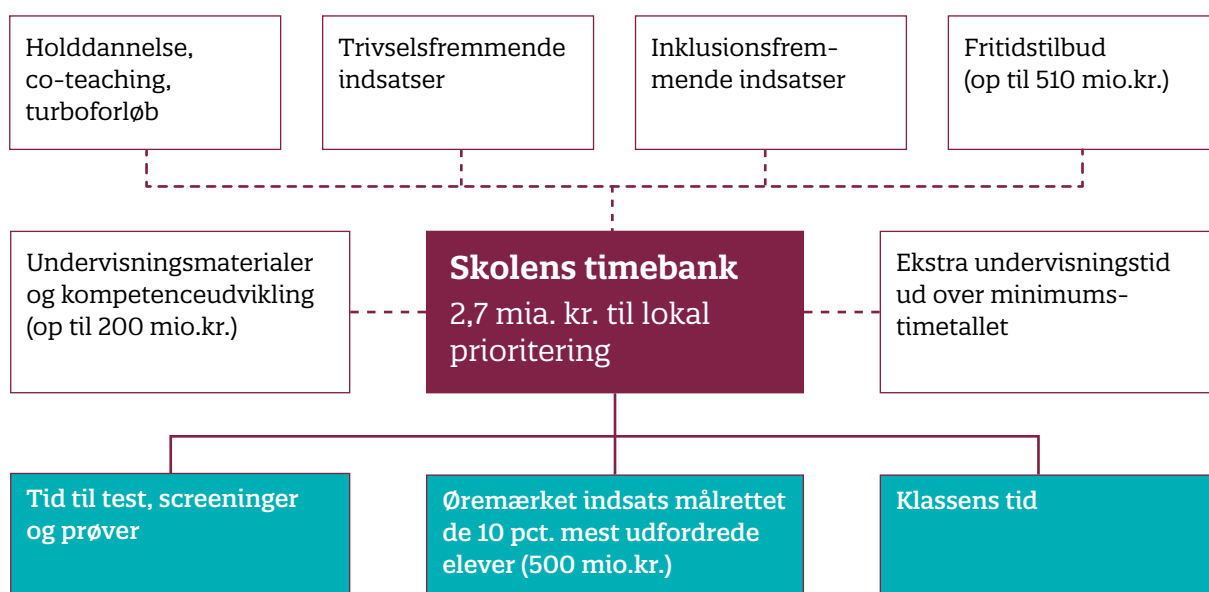 Holddannelse,
co-teaching,
turboforløb
Trivselsfremmende
indsatser
Inklusionsfrem-
mende indsatser
Fritidstilbud
(op til 510 mio.kr.)
Undervisningsmaterialer
og kompetenceudvikling
(op til 200 mio.kr.)
Skolens timebank
2,7 mia. kr. til lokal
prioritering
Ekstra undervisningstid
ud over minimums-
timetallet
Tid til test, screeninger
og prøver
Øremærket indsats målrettet
de 10 pct. mest udfordrede
elever (500 mio.kr.)
Klassens tid